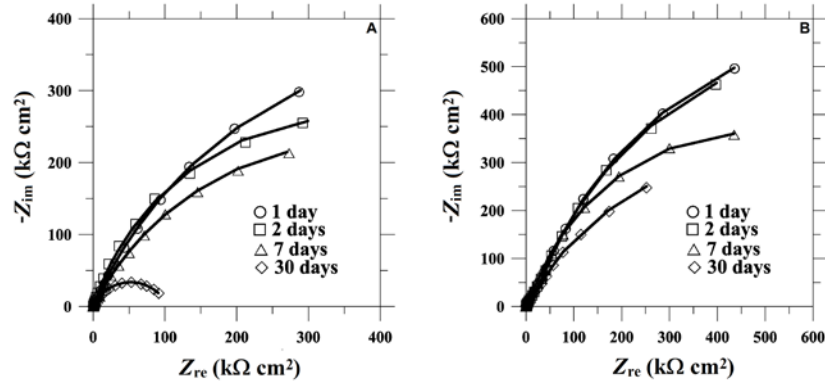 A
400
300
200
100
0
-Zim (kΩ cm²)
1 day
2 days
7 days
30 days
0 100 200 300 400
Zre (kΩ cm²)
B
600
500
400
300
200
100
0
-Zim (kΩ cm²)
1 day
2 days
7 days
30 days
0 100 200 300 400 500 600
Zre (kΩ cm²)